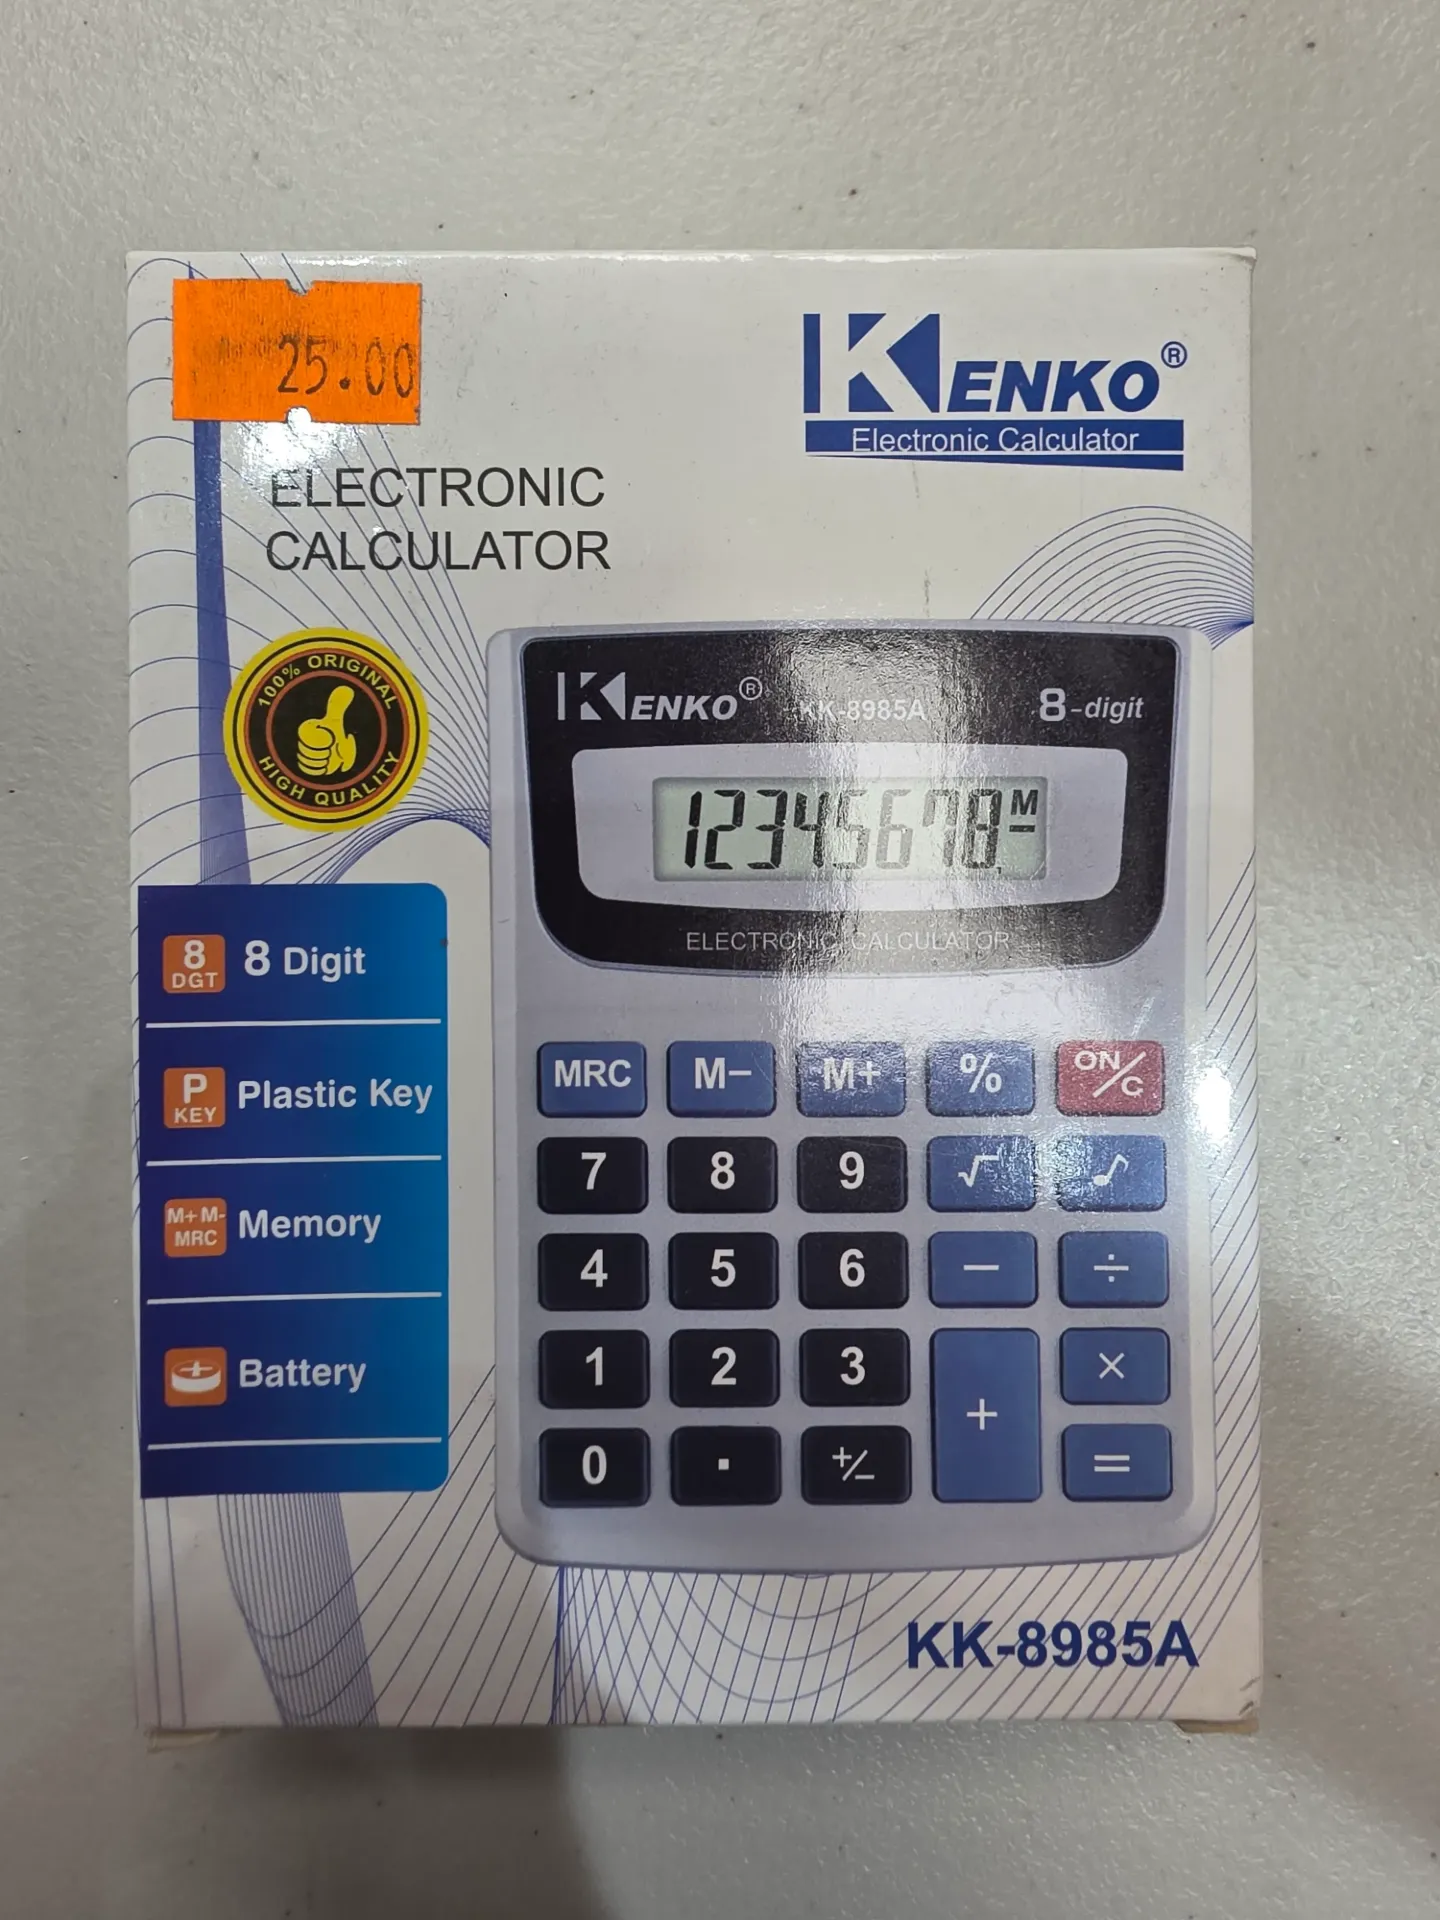 25.00
KENKO®
Electronic Calculator
ELECTRONIC
CALCULATOR
100% ORIGINAL
HIGH QUALITY
KENKO® KK-8985A 8-digit
12345678. M
ELECTRONIC CALCULATOR
8 DGT 8 Digit
P KEY Plastic Key
M+ M- MRC Memory
Battery
MRC M− M+ % ON/C
7 8 9 √ ♪
4 5 6 − ÷
1 2 3 + ×
0 . +/− =
KK-8985A